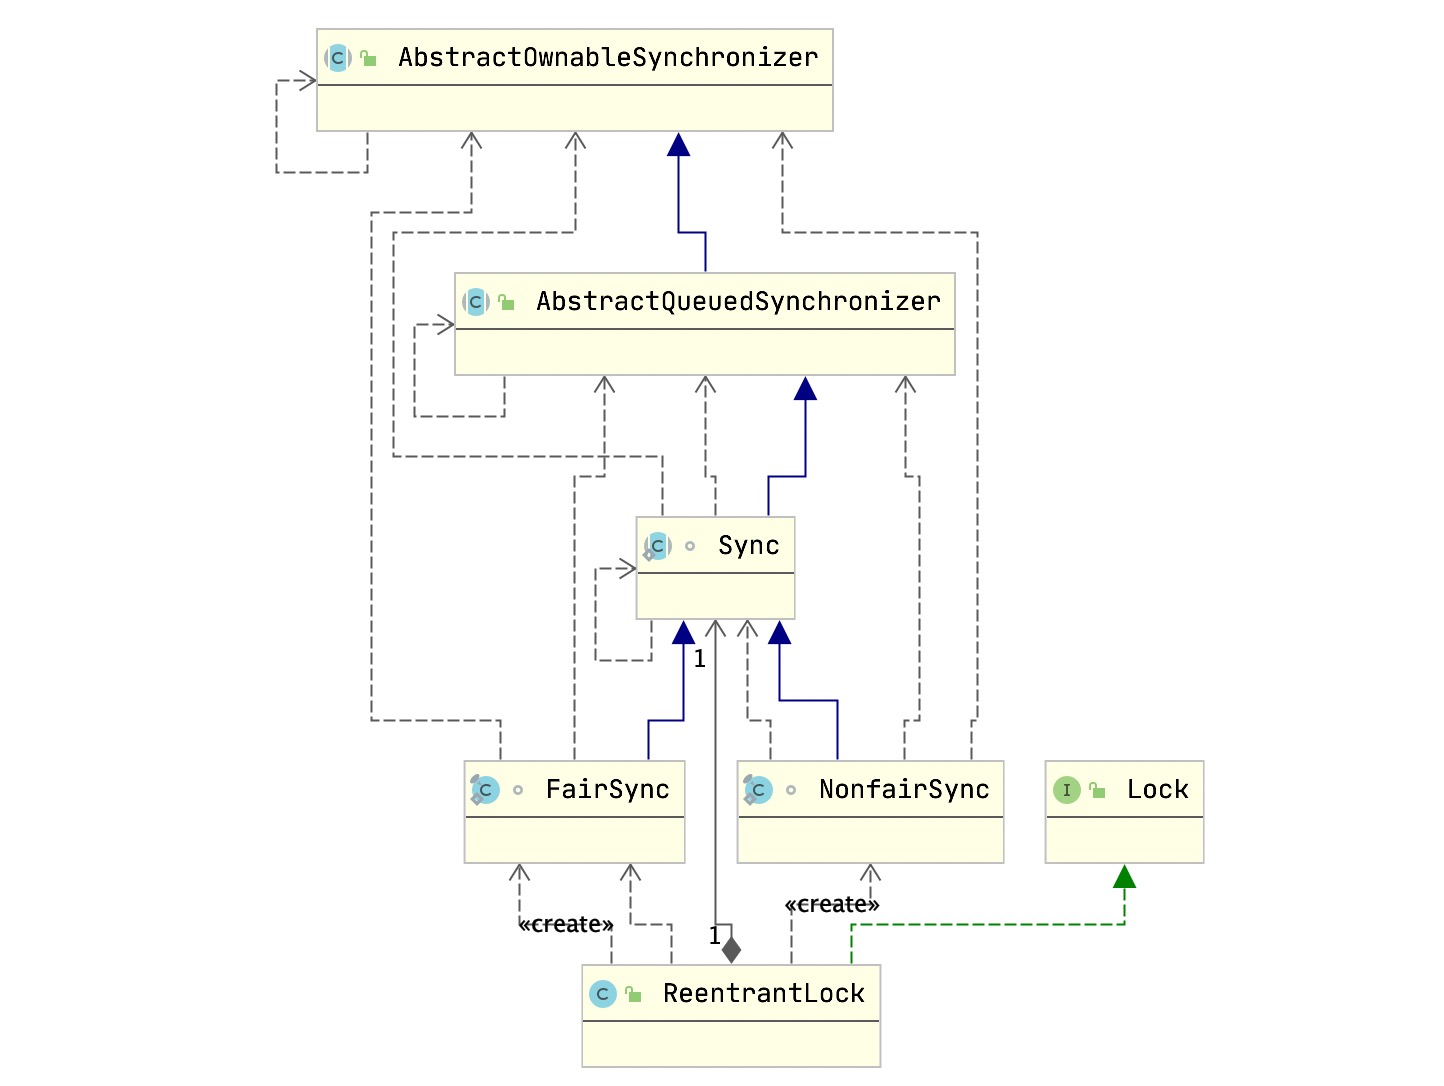 AbstractOwnableSynchronizer
AbstractQueuedSynchronizer
Sync
1
FairSync
NonfairSync
Lock
«create»
«create»
1
ReentrantLock